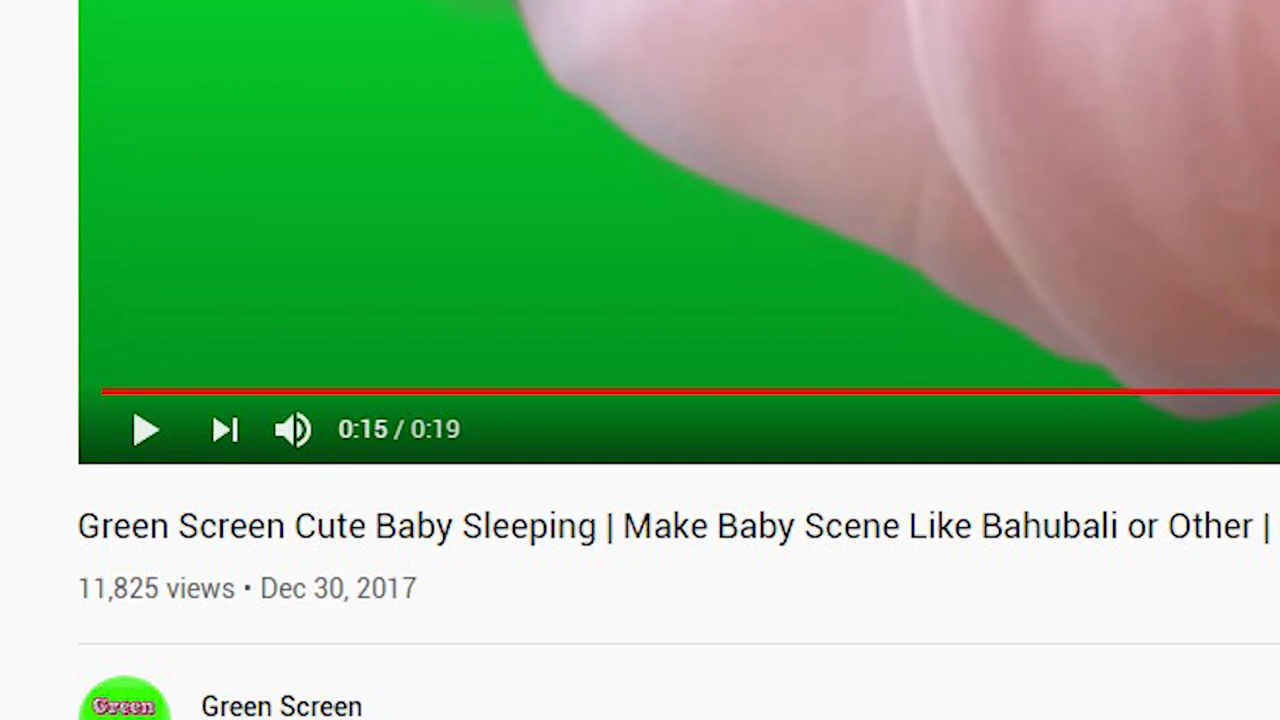 0:15 / 0:19
Green Screen Cute Baby Sleeping | Make Baby Scene Like Bahubali or Other |
11,825 views • Dec 30, 2017
Green
Green Screen